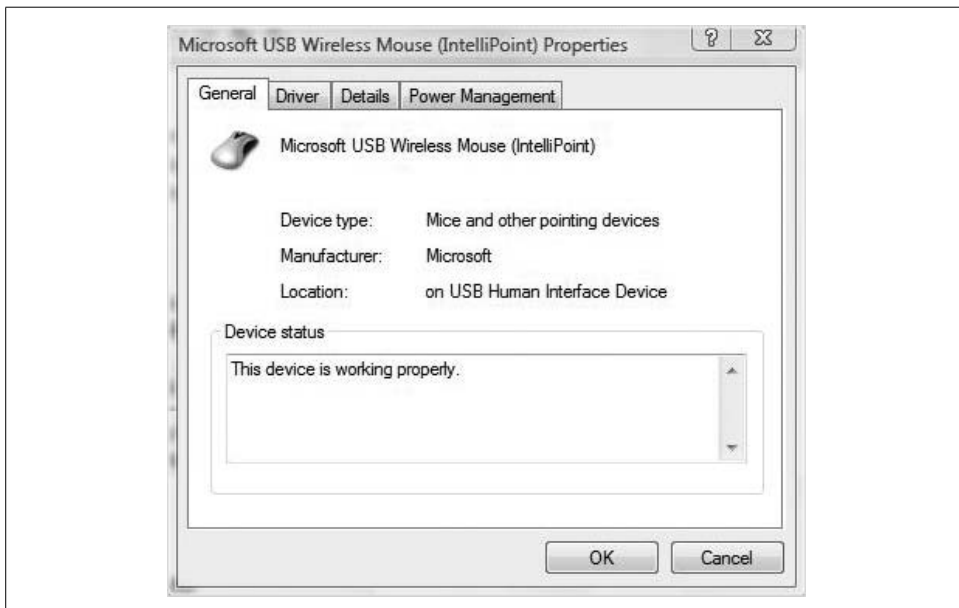 Microsoft USB Wireless Mouse (IntelliPoint) Properties
General Driver Details Power Management
Microsoft USB Wireless Mouse (IntelliPoint)
Device type: Mice and other pointing devices
Manufacturer: Microsoft
Location: on USB Human Interface Device
Device status
This device is working properly.
OK Cancel